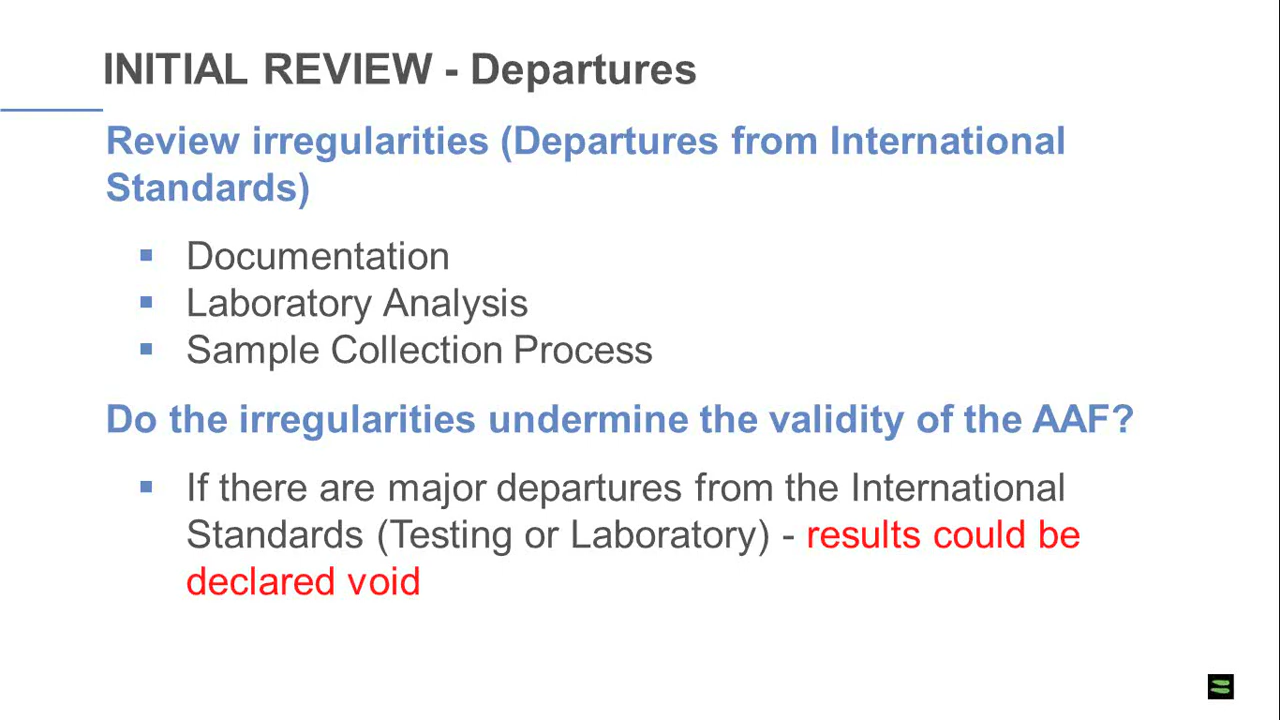 INITIAL REVIEW - Departures
Review irregularities (Departures from International
Standards)
▪ Documentation
▪ Laboratory Analysis
▪ Sample Collection Process
Do the irregularities undermine the validity of the AAF?
▪ If there are major departures from the International
Standards (Testing or Laboratory) - results could be
declared void